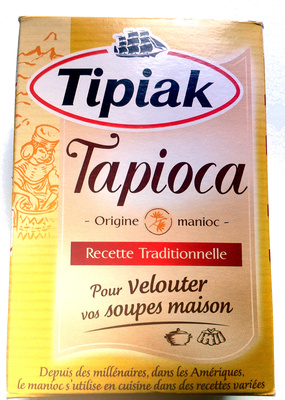 Tipiak
Tapioca
- Origine manioc -
Recette Traditionnelle
Pour velouter
vos soupes maison
Depuis des millénaires, dans les Amériques,
le manoc s'utilise en cuisine dans des recettes variées